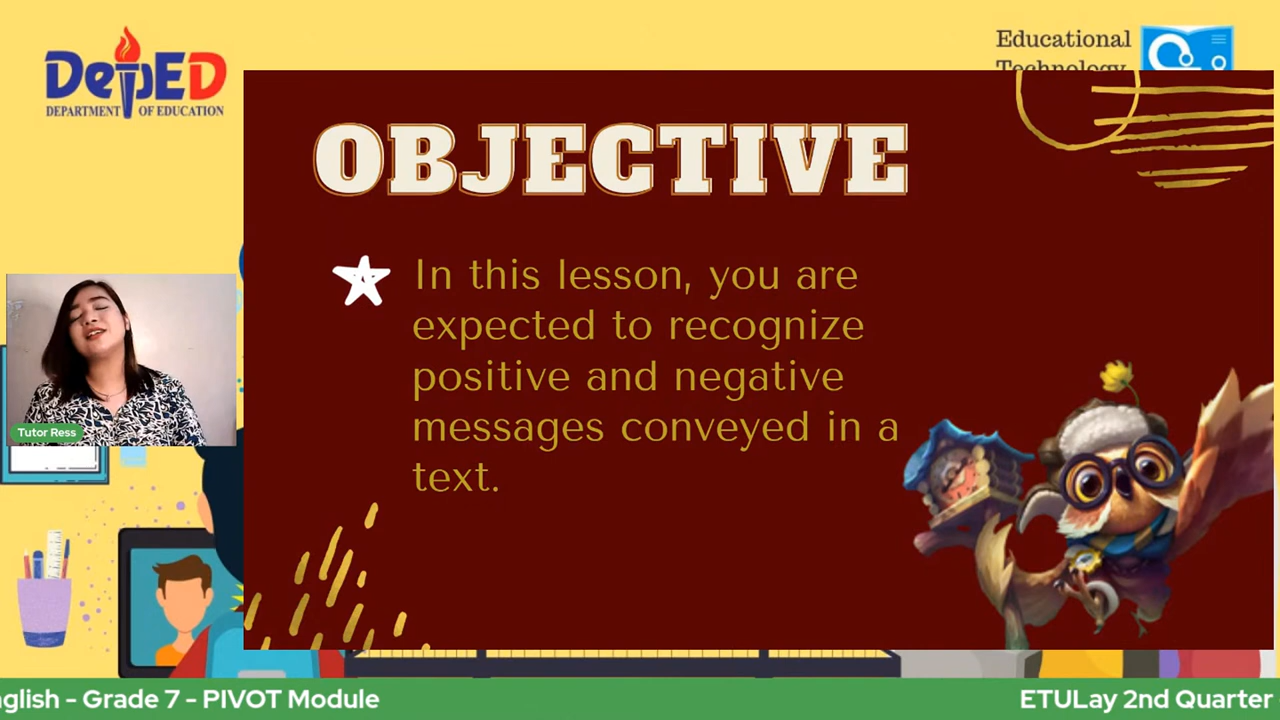 DepED
DEPARTMENT OF EDUCATION
Educational
Technology
OBJECTIVE
In this lesson, you are
expected to recognize
positive and negative
messages conveyed in a
text.
Tutor Ress
nglish - Grade 7 - PIVOT Module
ETULay 2nd Quarter